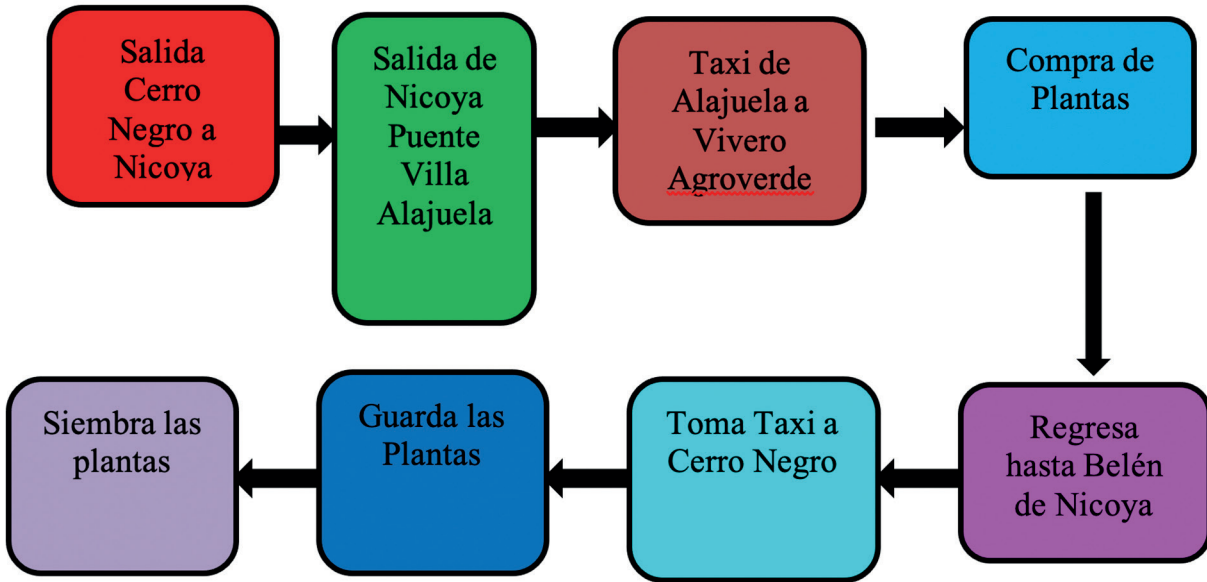 Salida
Cerro
Negro a
Nicoya
Salida de
Nicoya
Puente
Villa
Alajuela
Taxi de
Alajuela a
Vivero
Agroverde
Compra de
Plantas
Regresa
hasta Belén
de Nicoya
Toma Taxi a
Cerro Negro
Guarda las
Plantas
Siembra las
plantas